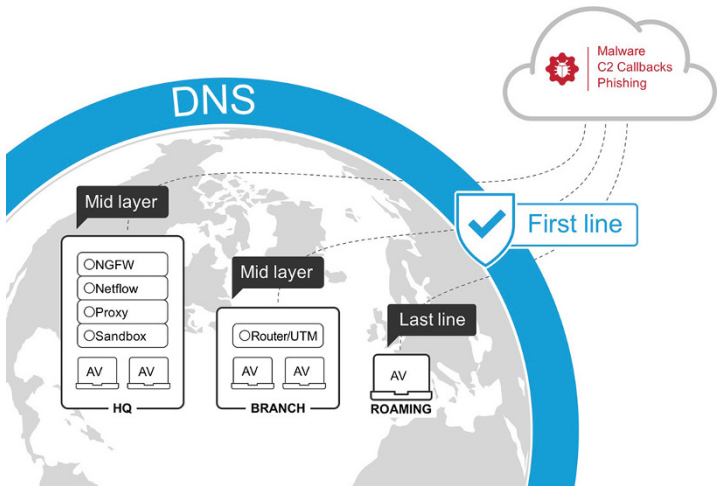 DNS
Malware
C2 Callbacks
Phishing
First line
Mid layer
NGFW
Netflow
Proxy
Sandbox
AV AV
HQ
Mid layer
Router/UTM
AV AV
BRANCH
Last line
AV
ROAMING